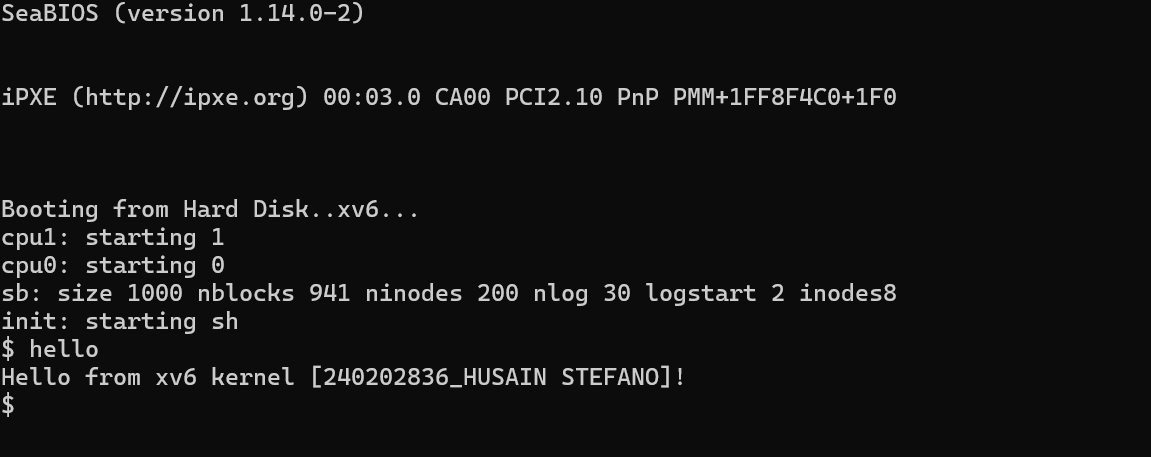 SeaBIOS (version 1.14.0-2)
iPXE (http://ipxe.org) 00:03.0 CA00 PCI2.10 PnP PMM+1FF8F4C0+1F0
Booting from Hard Disk..xv6...
cpu1: starting 1
cpu0: starting 0
sb: size 1000 nblocks 941 ninodes 200 nlog 30 logstart 2 inodes8
init: starting sh
$ hello
Hello from xv6 kernel [240202836_HUSAIN STEFANO]!
$